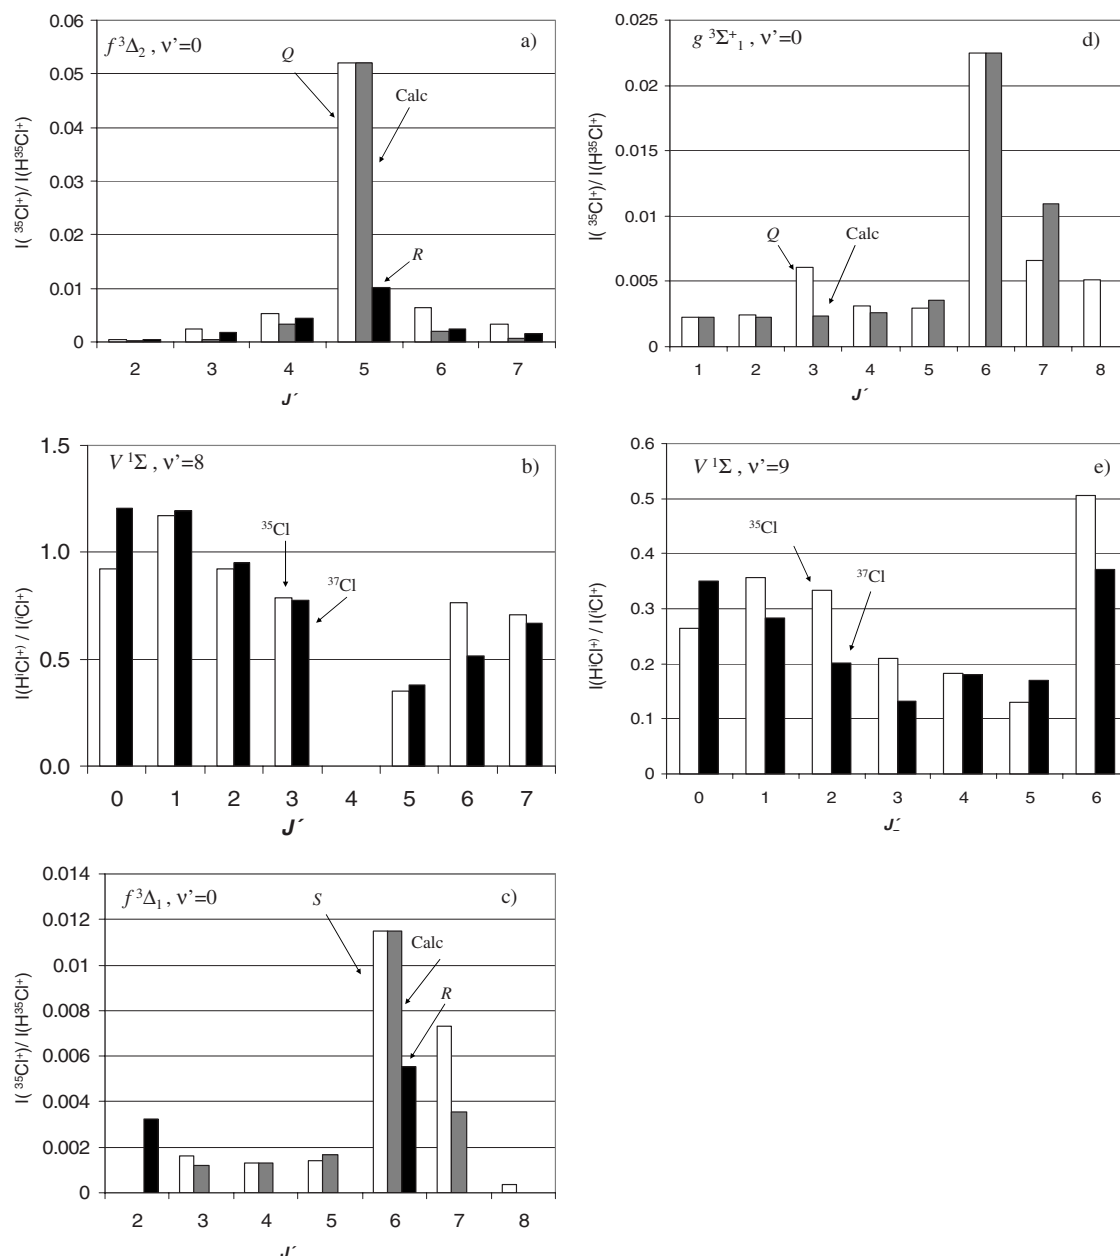 f ³Δ₂ , ν'=0
a)
Q
Calc
R
0.06
0.05
0.04
0.03
0.02
0.01
0
I( ³⁵Cl⁺)/ I(H³⁵Cl⁺)
2 3 4 5 6 7
J´
g ³Σ⁺₁ , ν'=0
d)
Q
Calc
0.025
0.02
0.015
0.01
0.005
0
I( ³⁵Cl⁺)/ I(H³⁵Cl⁺)
1 2 3 4 5 6 7 8
J´
V ¹Σ , ν'=8
b)
³⁵Cl
³⁷Cl
1.5
1.0
0.5
0.0
I(HⁱCl⁺) / I(ⁱCl⁺)
0 1 2 3 4 5 6 7
J´
V ¹Σ , ν'=9
e)
³⁵Cl
³⁷Cl
0.6
0.5
0.4
0.3
0.2
0.1
0
I(HⁱCl⁺⁾ / I(ⁱCl⁺)
0 1 2 3 4 5 6
J´
f ³Δ₁ , ν'=0
c)
S
Calc
R
0.014
0.012
0.01
0.008
0.006
0.004
0.002
0
I( ³⁵Cl⁺)/ I(H³⁵Cl⁺)
2 3 4 5 6 7 8
J´